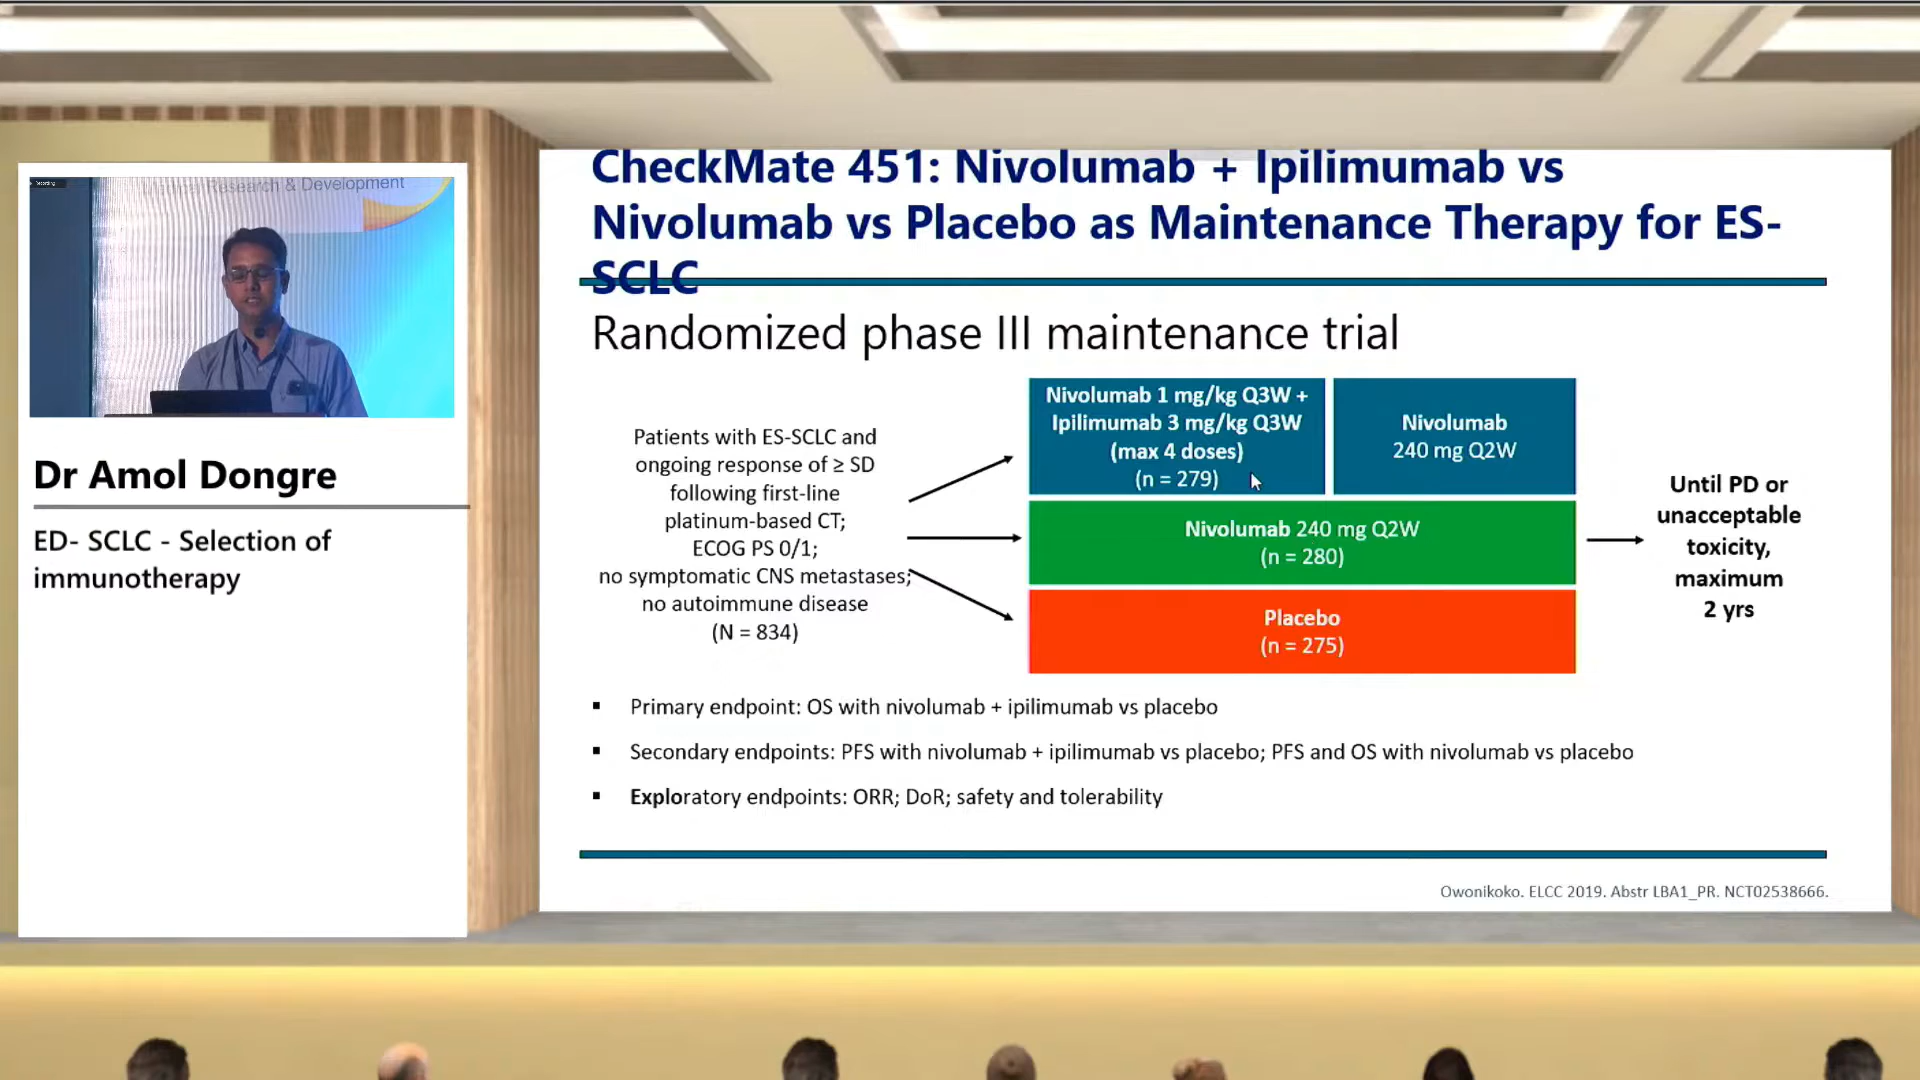 Recording
Research & Development
Dr Amol Dongre
ED- SCLC - Selection of
immunotherapy
CheckMate 451: Nivolumab + Ipilimumab vs
Nivolumab vs Placebo as Maintenance Therapy for ES-
SCLC
Randomized phase III maintenance trial
Patients with ES-SCLC and
ongoing response of ≥ SD
following first-line
platinum-based CT;
ECOG PS 0/1;
no symptomatic CNS metastases;
no autoimmune disease
(N = 834)
Nivolumab 1 mg/kg Q3W +
Ipilimumab 3 mg/kg Q3W
(max 4 doses)
(n = 279)
Nivolumab
240 mg Q2W
Nivolumab 240 mg Q2W
(n = 280)
Placebo
(n = 275)
Until PD or
unacceptable
toxicity,
maximum
2 yrs
▪ Primary endpoint: OS with nivolumab + ipilimumab vs placebo
▪ Secondary endpoints: PFS with nivolumab + ipilimumab vs placebo; PFS and OS with nivolumab vs placebo
▪ Exploratory endpoints: ORR; DoR; safety and tolerability
Owonikoko. ELCC 2019. Abstr LBA1_PR. NCT02538666.